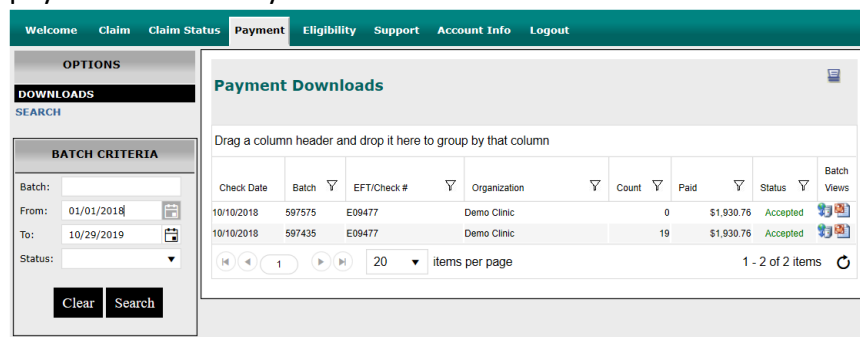 Welcome Claim Claim Status Payment Eligibility Support Account Info Logout
OPTIONS
DOWNLOADS
SEARCH
BATCH CRITERIA
Batch:
From: 01/01/2018
To: 10/29/2019
Status:
Clear Search
Payment Downloads
Drag a column header and drop it here to group by that column
Check Date Batch EFT/Check # Organization Count Paid Status Batch Views
10/10/2018 597575 E09477 Demo Clinic 0 $1,930.76 Accepted
10/10/2018 597435 E09477 Demo Clinic 19 $1,930.76 Accepted
1 20 items per page 1 - 2 of 2 items